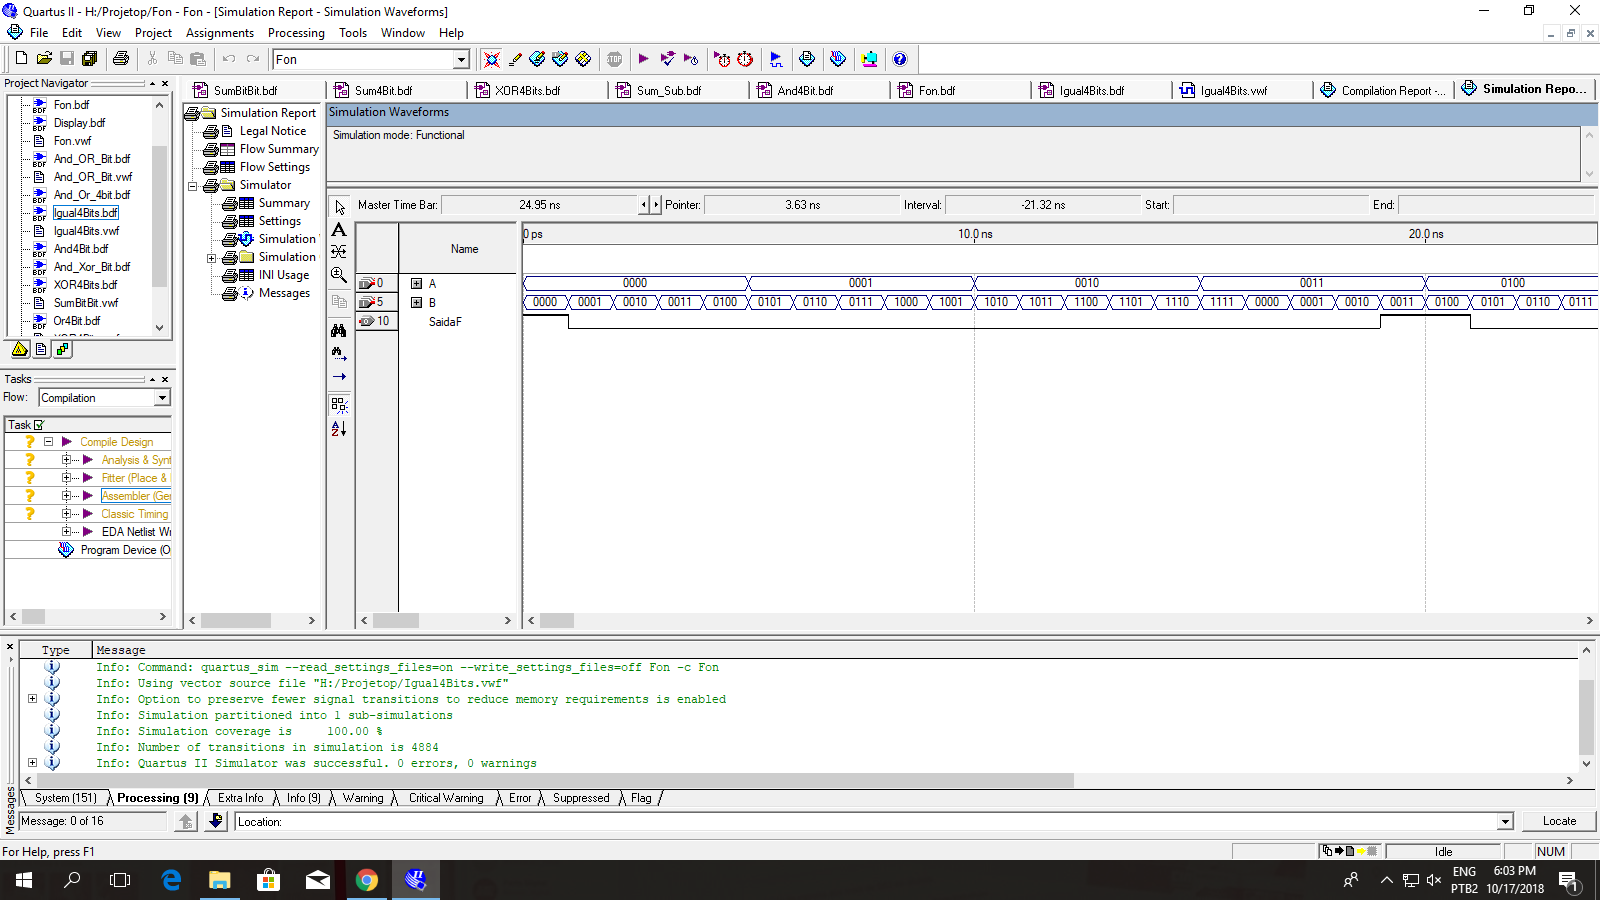 Quartus II - H:/Projetop/Fon - Fon - [Simulation Report - Simulation Waveforms]
File Edit View Project Assignments Processing Tools Window Help
Fon
Project Navigator
Fon.bdf
Display.bdf
Fon.vwf
And_OR_Bit.bdf
And_OR_Bit.vwf
And_Or_4bit.bdf
Igual4Bits.bdf
Igual4Bits.vwf
And4Bit.bdf
And_Xor_Bit.bdf
XOR4Bits.bdf
SumBitBit.vwf
Or4Bit.bdf
SumBitBit.bdf Sum4Bit.bdf XOR4Bits.bdf Sum_Sub.bdf And4Bit.bdf Fon.bdf Igual4Bits.bdf Igual4Bits.vwf Compilation Report -... Simulation Repo...
Simulation Report
Legal Notice
Flow Summary
Flow Settings
Simulator
Summary
Settings
Simulation
Simulation
INI Usage
Messages
Simulation Waveforms
Simulation mode: Functional
Master Time Bar: 24.95 ns Pointer: 3.63 ns Interval: -21.32 ns Start: End:
Name
0 ps 10.0 ns 20.0 ns
0 A 0000 0001 0010 0011 0100
5 B 0000 0001 0010 0011 0100 0101 0110 0111 1000 1001 1010 1011 1100 1101 1110 1111 0000 0001 0010 0011 0100 0101 0110 0111
10 SaidaF
Tasks
Flow: Compilation
Task
Compile Design
Analysis & Synt
Fitter (Place &
Assembler (Ge
Classic Timing
EDA Netlist Wr
Program Device (O
Type Message
Info: Command: quartus_sim --read_settings_files=on --write_settings_files=off Fon -c Fon
Info: Using vector source file "H:/Projetop/Igual4Bits.vwf"
Info: Option to preserve fewer signal transitions to reduce memory requirements is enabled
Info: Simulation partitioned into 1 sub-simulations
Info: Simulation coverage is 100.00 %
Info: Number of transitions in simulation is 4884
Info: Quartus II Simulator was successful. 0 errors, 0 warnings
System (151) Processing (9) Extra Info Info (9) Warning Critical Warning Error Suppressed Flag
Messages
Message: 0 of 16 Location: Locate
For Help, press F1 Idle NUM
ENG 6:03 PM
PTB2 10/17/2018
1